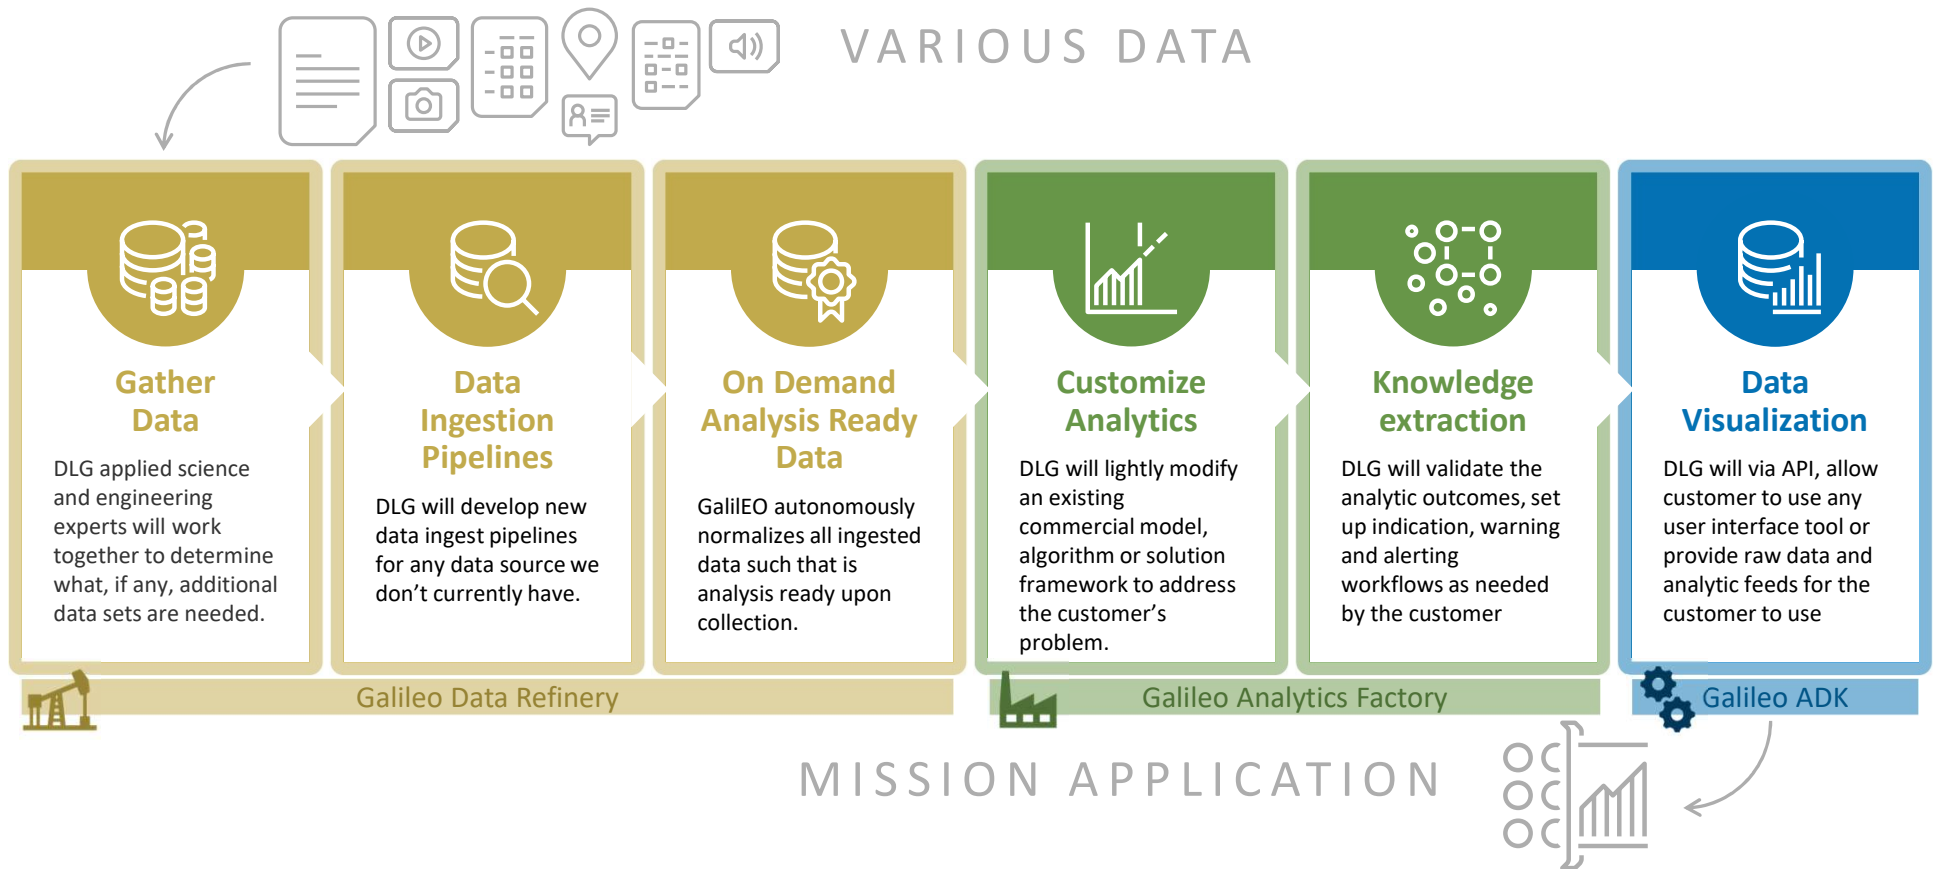 VARIOUS DATA
Gather
Data
DLG applied science
and engineering
experts will work
together to determine
what, if any, additional
data sets are needed.
Data
Ingestion
Pipelines
DLG will develop new
data ingest pipelines
for any data source we
don’t currently have.
On Demand
Analysis Ready
Data
GalilEO autonomously
normalizes all ingested
data such that is
analysis ready upon
collection.
Customize
Analytics
DLG will lightly modify
an existing
commercial model,
algorithm or solution
framework to address
the customer’s
problem.
Knowledge
extraction
DLG will validate the
analytic outcomes, set
up indication, warning
and alerting
workflows as needed
by the customer
Data
Visualization
DLG will via API, allow
customer to use any
user interface tool or
provide raw data and
analytic feeds for the
customer to use
Galileo Data Refinery
Galileo Analytics Factory
Galileo ADK
MISSION APPLICATION